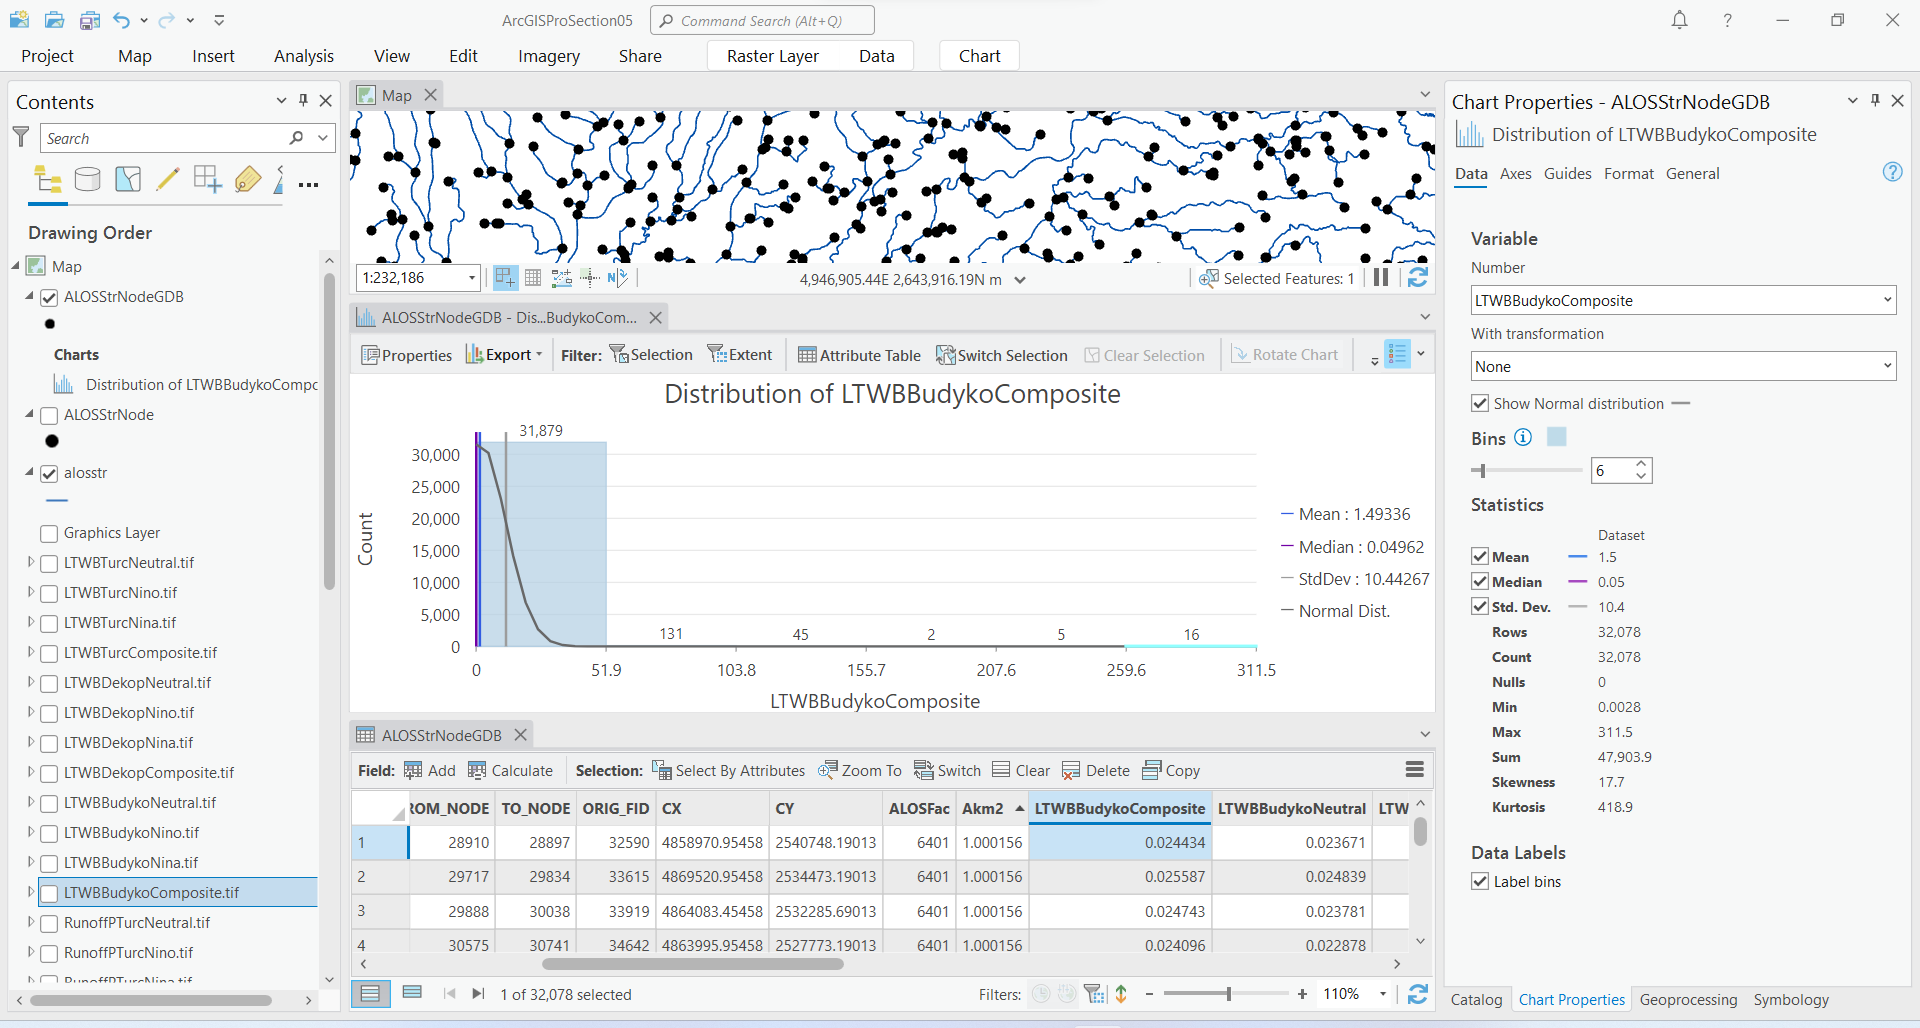 ArcGISProSection05
Command Search (Alt+Q)
?
Project
Map
Insert
Analysis
View
Edit
Imagery
Share
Raster Layer
Data
Chart
Contents
Search
Drawing Order
Map
ALOSStrNodeGDB
Charts
Distribution of LTWBBudykoCompo
ALOSStrNode
alosstr
Graphics Layer
LTWBTurcNeutral.tif
LTWBTurcNino.tif
LTWBTurcNina.tif
LTWBTurcComposite.tif
LTWBDekopNeutral.tif
LTWBDekopNino.tif
LTWBDekopNina.tif
LTWBDekopComposite.tif
LTWBBudykoNeutral.tif
LTWBBudykoNino.tif
LTWBBudykoNina.tif
LTWBBudykoComposite.tif
RunoffPTurcNeutral.tif
RunoffPTurcNino.tif
RunoffPTurcNina.tif
Map
1:232,186
4,946,905.44E 2,643,916.19N m
Selected Features: 1
ALOSStrNodeGDB - Dis...BudykoCom...
Properties
Export
Filter:
Selection
Extent
Attribute Table
Switch Selection
Clear Selection
Rotate Chart
Distribution of LTWBBudykoComposite
Count
30,000
25,000
20,000
15,000
10,000
5,000
0
31,879
131
45
2
5
16
0
51.9
103.8
155.7
207.6
259.6
311.5
LTWBBudykoComposite
Mean : 1.49336
Median : 0.04962
StdDev : 10.44267
Normal Dist.
ALOSStrNodeGDB
Field:
Add
Calculate
Selection:
Select By Attributes
Zoom To
Switch
Clear
Delete
Copy
ROM_NODE TO_NODE ORIG_FID CX CY ALOSFac Akm2 LTWBBudykoComposite LTWBBudykoNeutral LTW
1 28910 28897 32590 4858970.95458 2540748.19013 6401 1.000156 0.024434 0.023671
2 29717 29834 33615 4869520.95458 2534473.19013 6401 1.000156 0.025587 0.024839
3 29888 30038 33919 4864083.45458 2532285.69013 6401 1.000156 0.024743 0.023781
4 30575 30741 34642 4863995.95458 2527773.19013 6401 1.000156 0.024096 0.022878
1 of 32,078 selected
Filters:
110%
Chart Properties - ALOSStrNodeGDB
Distribution of LTWBBudykoComposite
Data
Axes
Guides
Format
General
?
Variable
Number
LTWBBudykoComposite
With transformation
None
Show Normal distribution
Bins
6
Statistics
Dataset
Mean 1.5
Median 0.05
Std. Dev. 10.4
Rows 32,078
Count 32,078
Nulls 0
Min 0.0028
Max 311.5
Sum 47,903.9
Skewness 17.7
Kurtosis 418.9
Data Labels
Label bins
Catalog
Chart Properties
Geoprocessing
Symbology